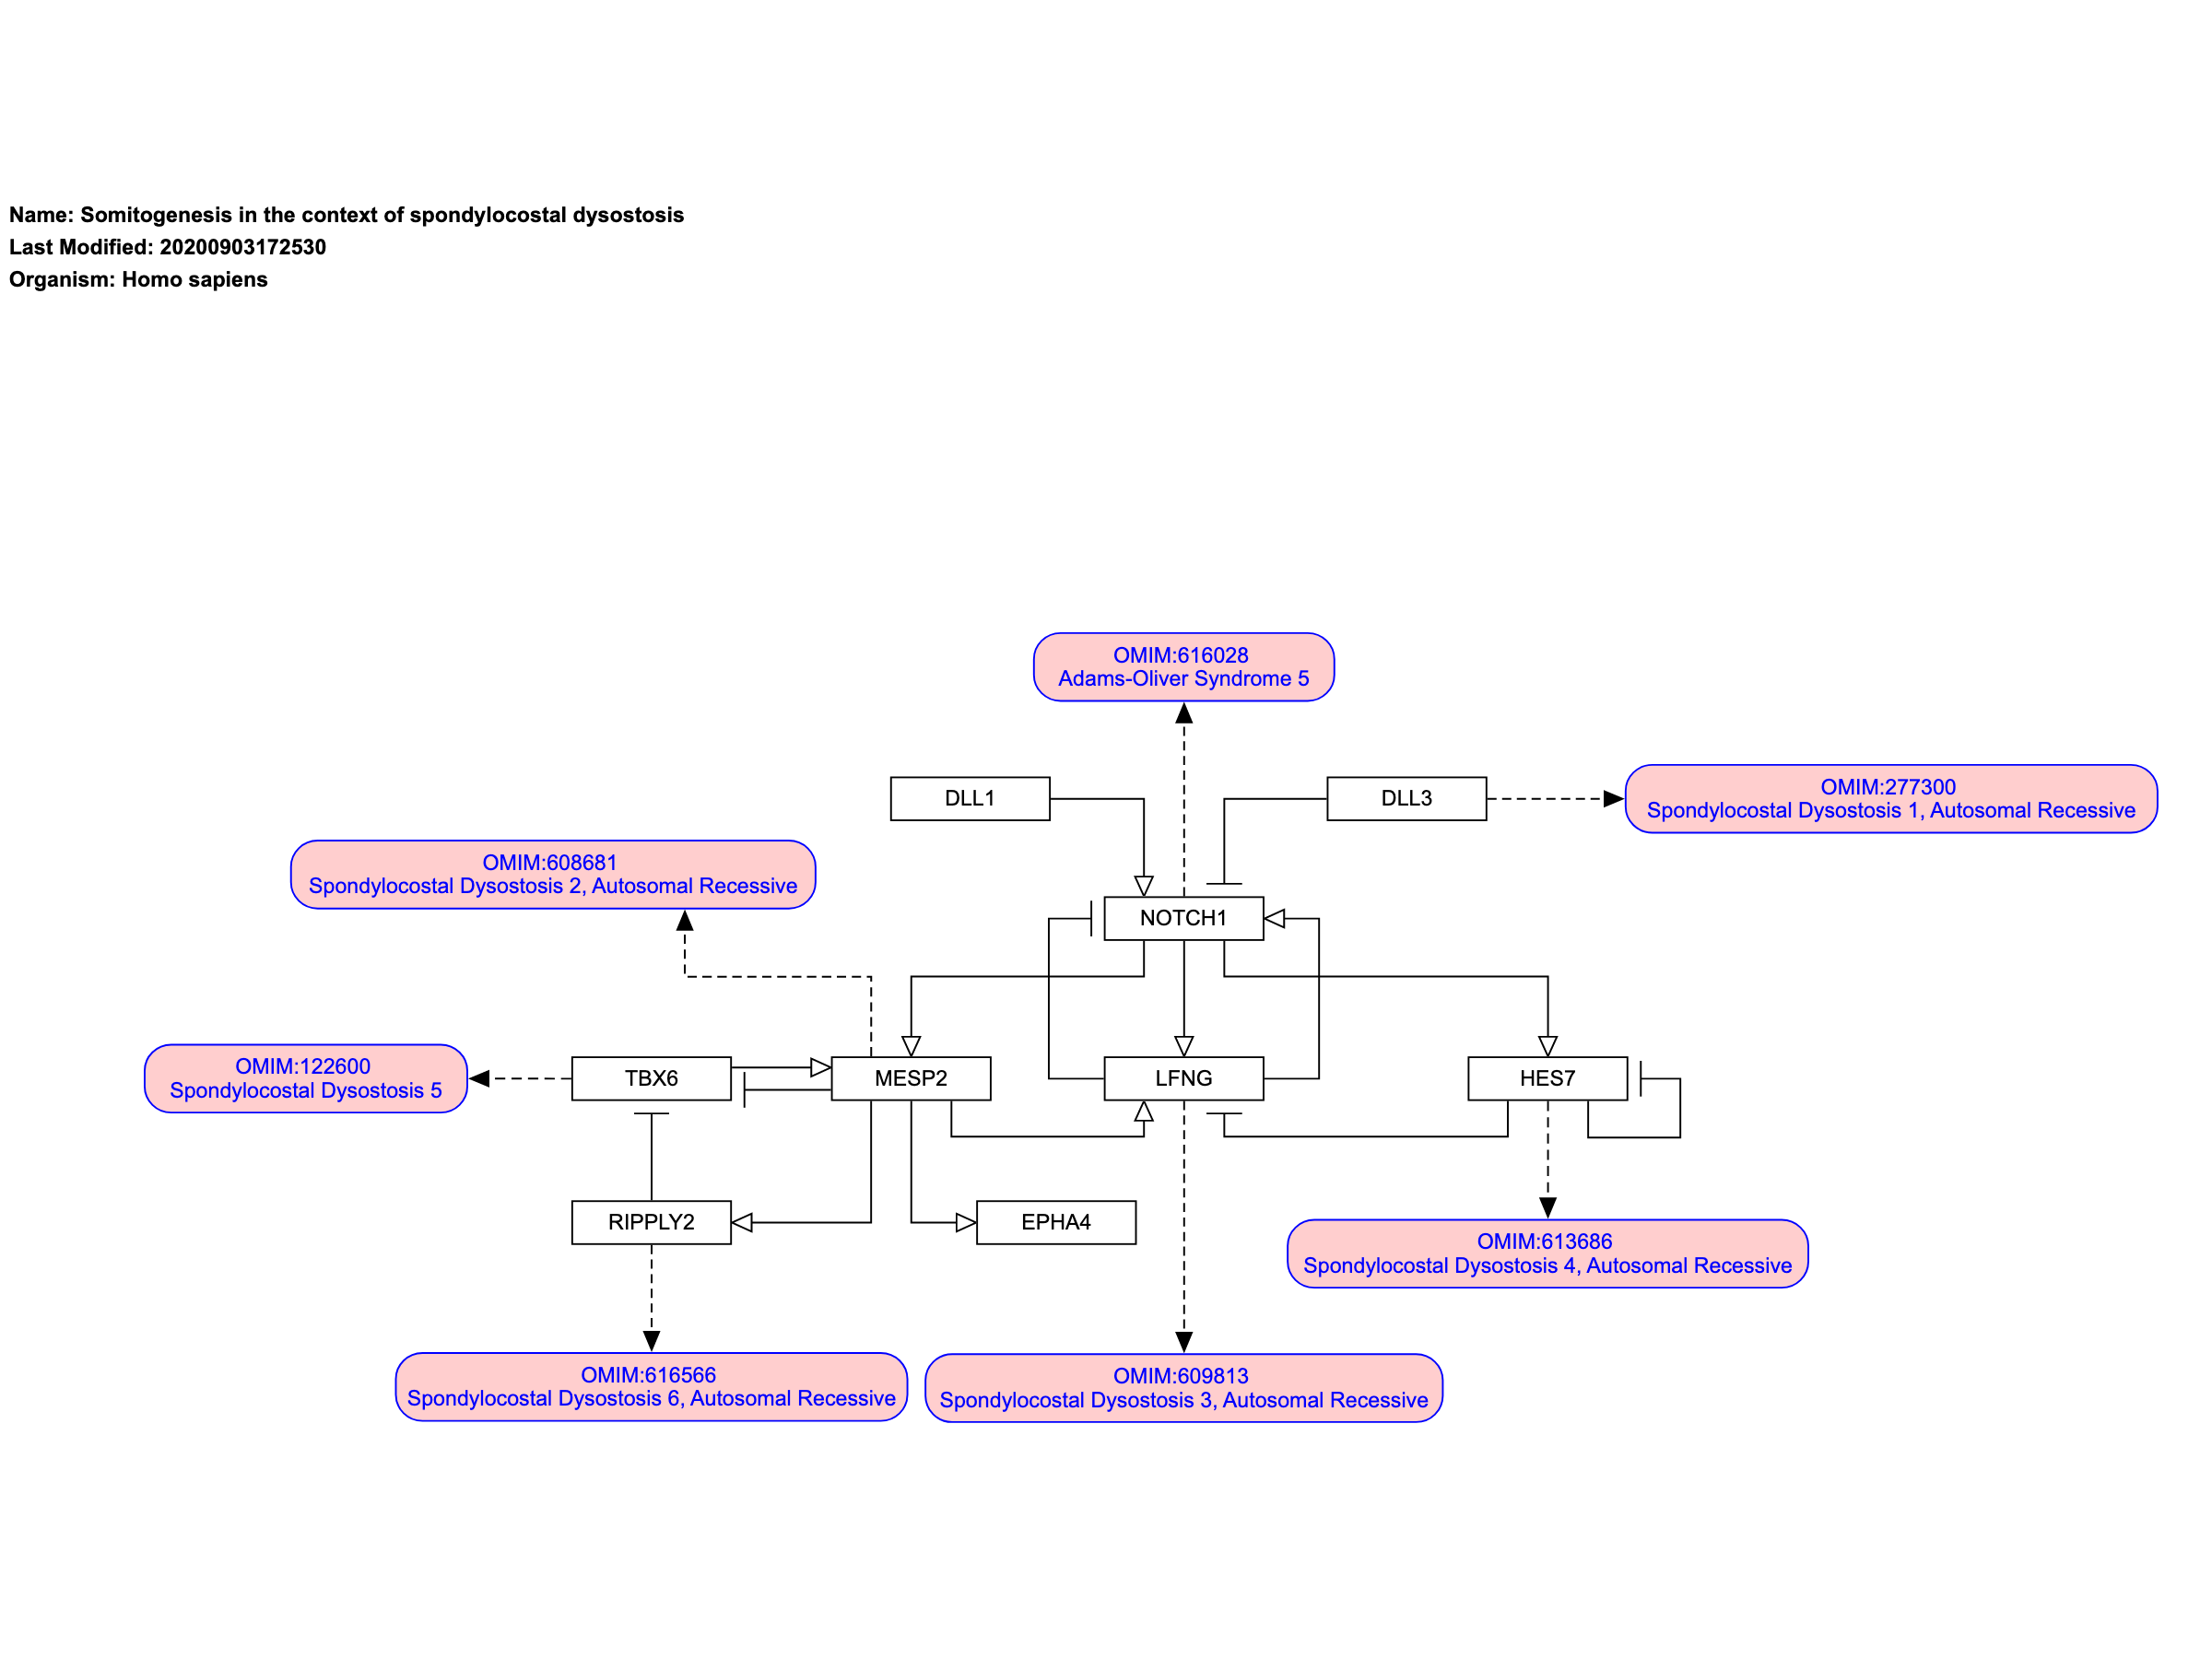 Name: Somitogenesis in the context of spondylocostal dysostosis
Last Modified: 20200903172530
Organism: Homo sapiens
OMIM:616028
Adams-Oliver Syndrome 5
DLL1
DLL3
OMIM:277300
Spondylocostal Dysostosis 1, Autosomal Recessive
OMIM:608681
Spondylocostal Dysostosis 2, Autosomal Recessive
NOTCH1
OMIM:122600
Spondylocostal Dysostosis 5
TBX6
MESP2
LFNG
HES7
RIPPLY2
EPHA4
OMIM:613686
Spondylocostal Dysostosis 4, Autosomal Recessive
OMIM:616566
Spondylocostal Dysostosis 6, Autosomal Recessive
OMIM:609813
Spondylocostal Dysostosis 3, Autosomal Recessive